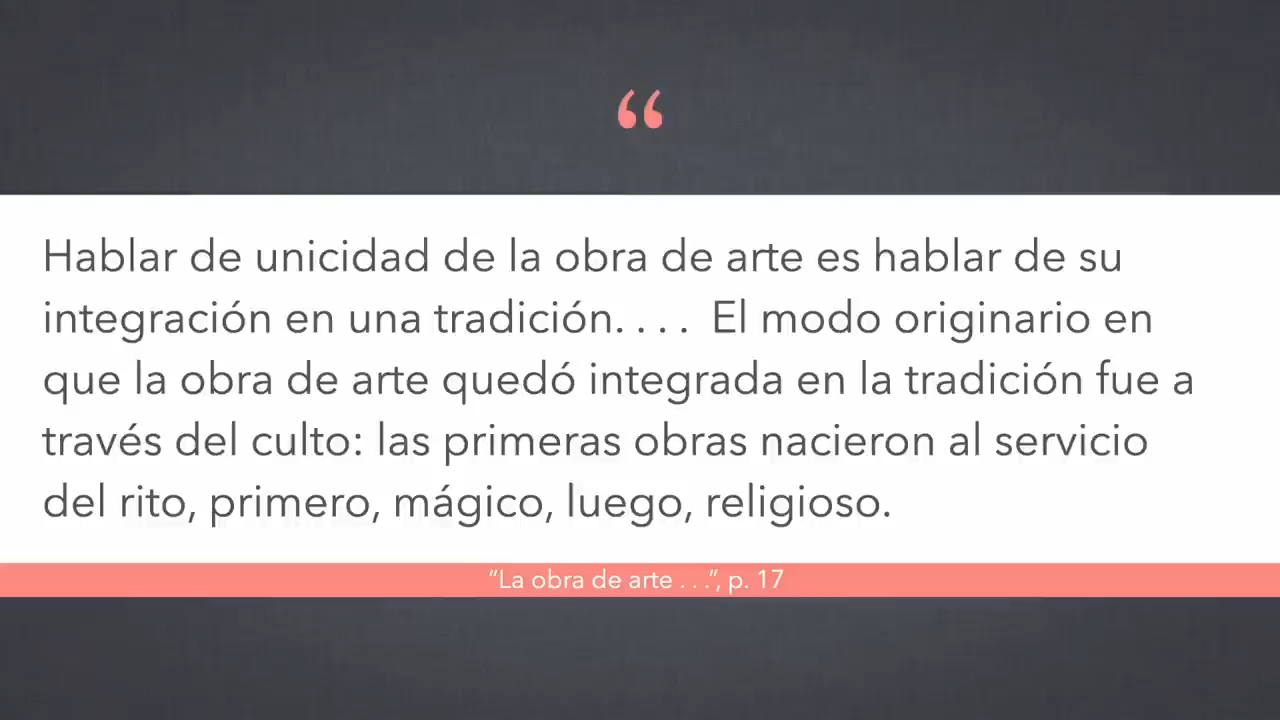 “
Hablar de unicidad de la obra de arte es hablar de su
integración en una tradición. . . .  El modo originario en
que la obra de arte quedó integrada en la tradición fue a
través del culto: las primeras obras nacieron al servicio
del rito, primero, mágico, luego, religioso.
“La obra de arte . . .”, p. 17